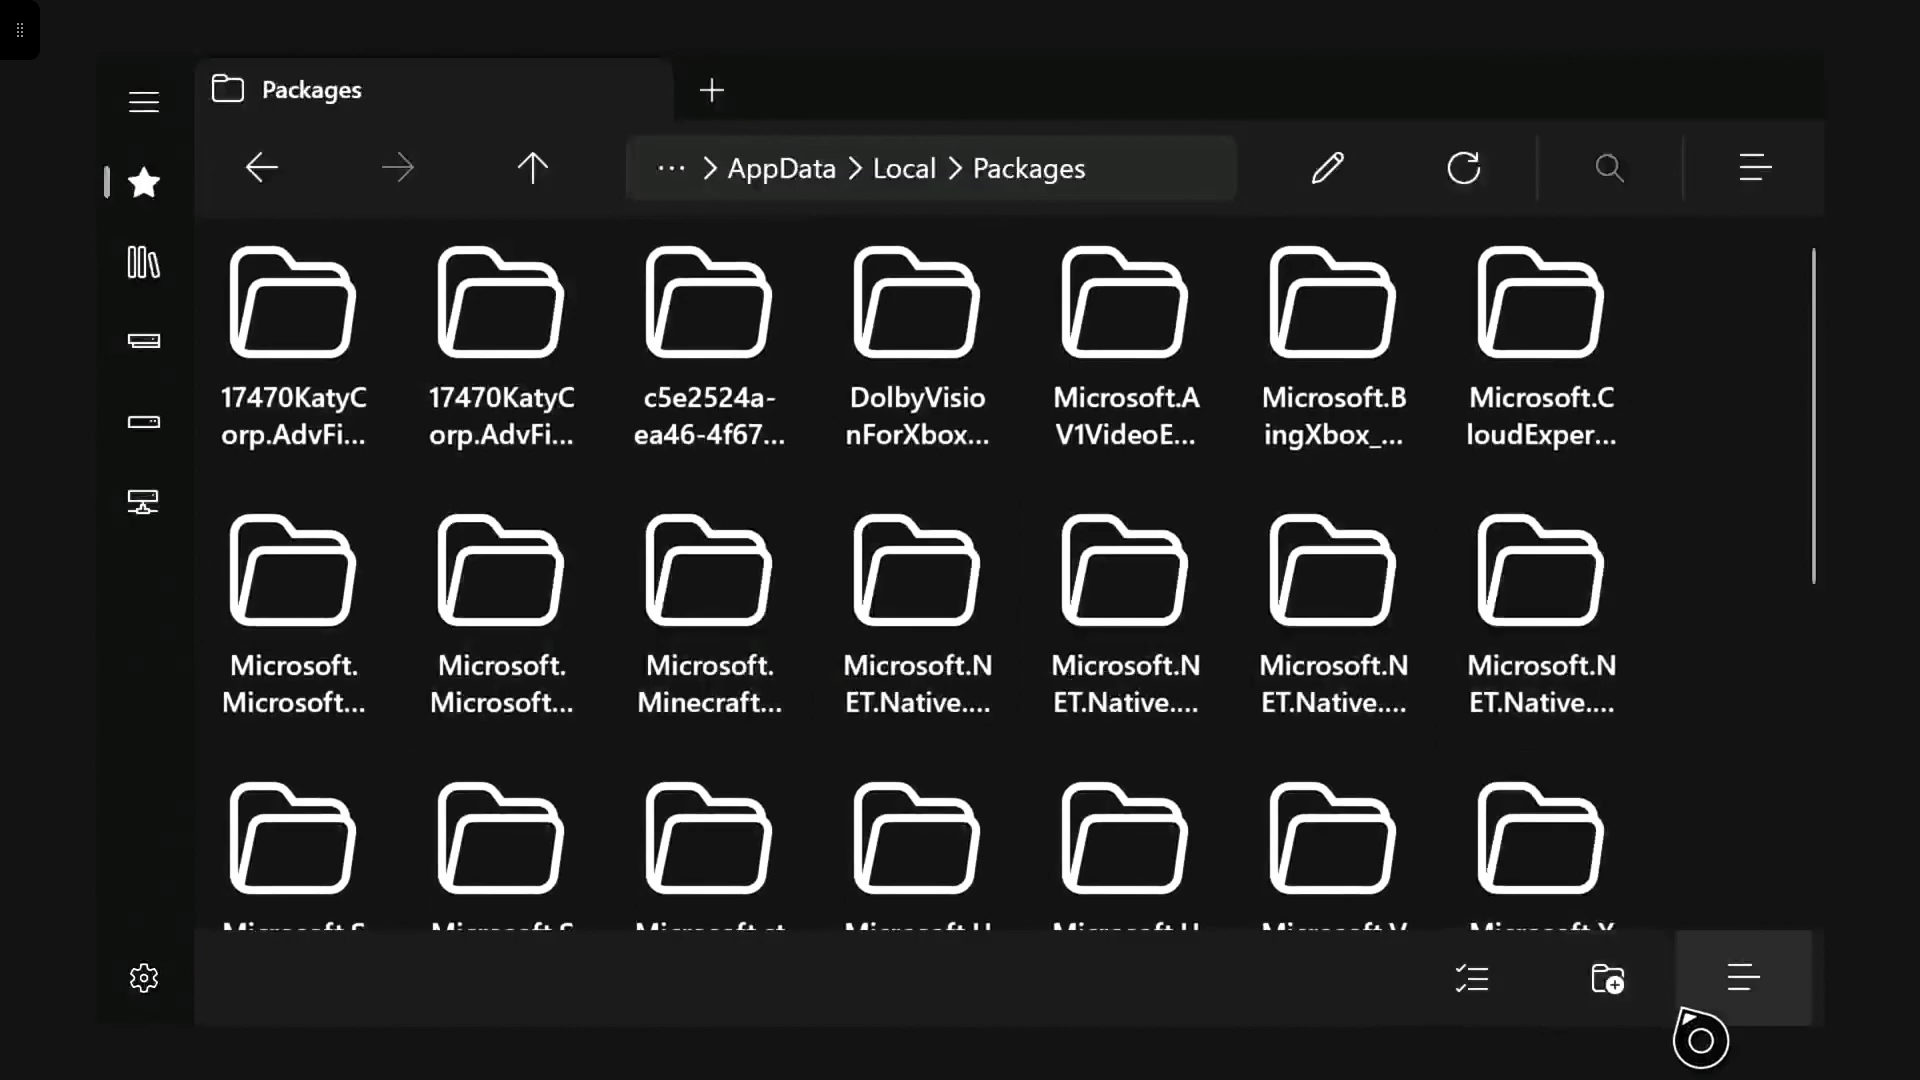 Packages
··· > AppData > Local > Packages
17470KatyC
orp.AdvFi...
17470KatyC
orp.AdvFi...
c5e2524a-
ea46-4f67...
DolbyVisio
nForXbox...
Microsoft.A
V1VideoE...
Microsoft.B
ingXbox_...
Microsoft.C
loudExper...
Microsoft.
Microsoft...
Microsoft.
Microsoft...
Microsoft.
Minecraft...
Microsoft.N
ET.Native....
Microsoft.N
ET.Native....
Microsoft.N
ET.Native....
Microsoft.N
ET.Native....